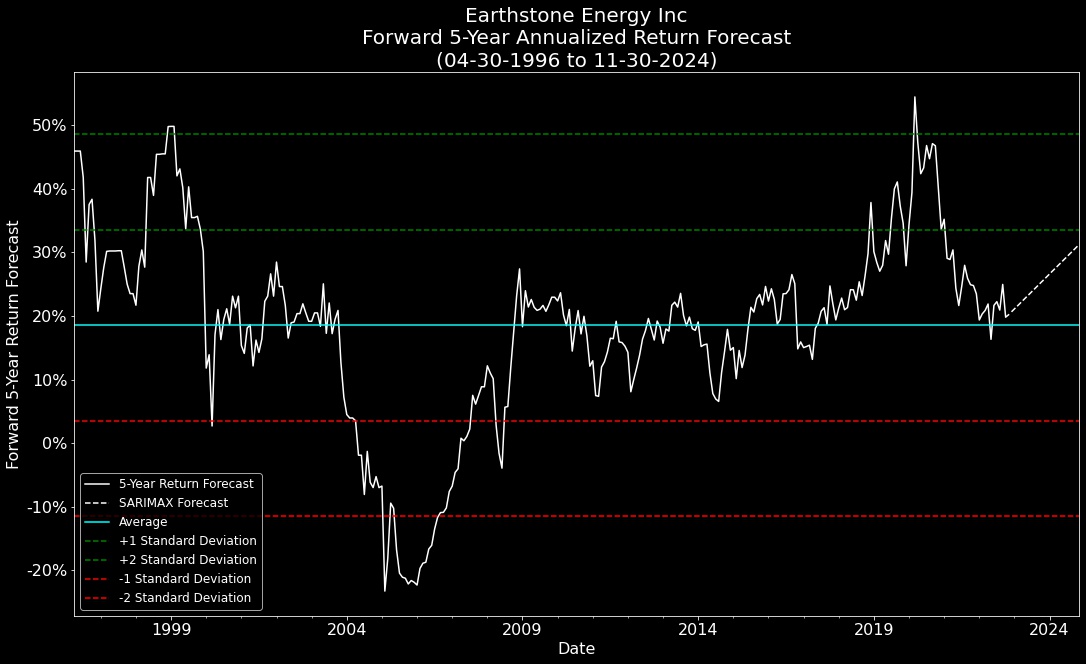 Earthstone Energy Inc
Forward 5-Year Annualized Return Forecast
(04-30-1996 to 11-30-2024)
Forward 5-Year Return Forecast
50%
40%
30%
20%
10%
0%
-10%
-20%
5-Year Return Forecast
SARIMAX Forecast
Average
+1 Standard Deviation
+2 Standard Deviation
-1 Standard Deviation
-2 Standard Deviation
1999 2004 2009 2014 2019 2024
Date